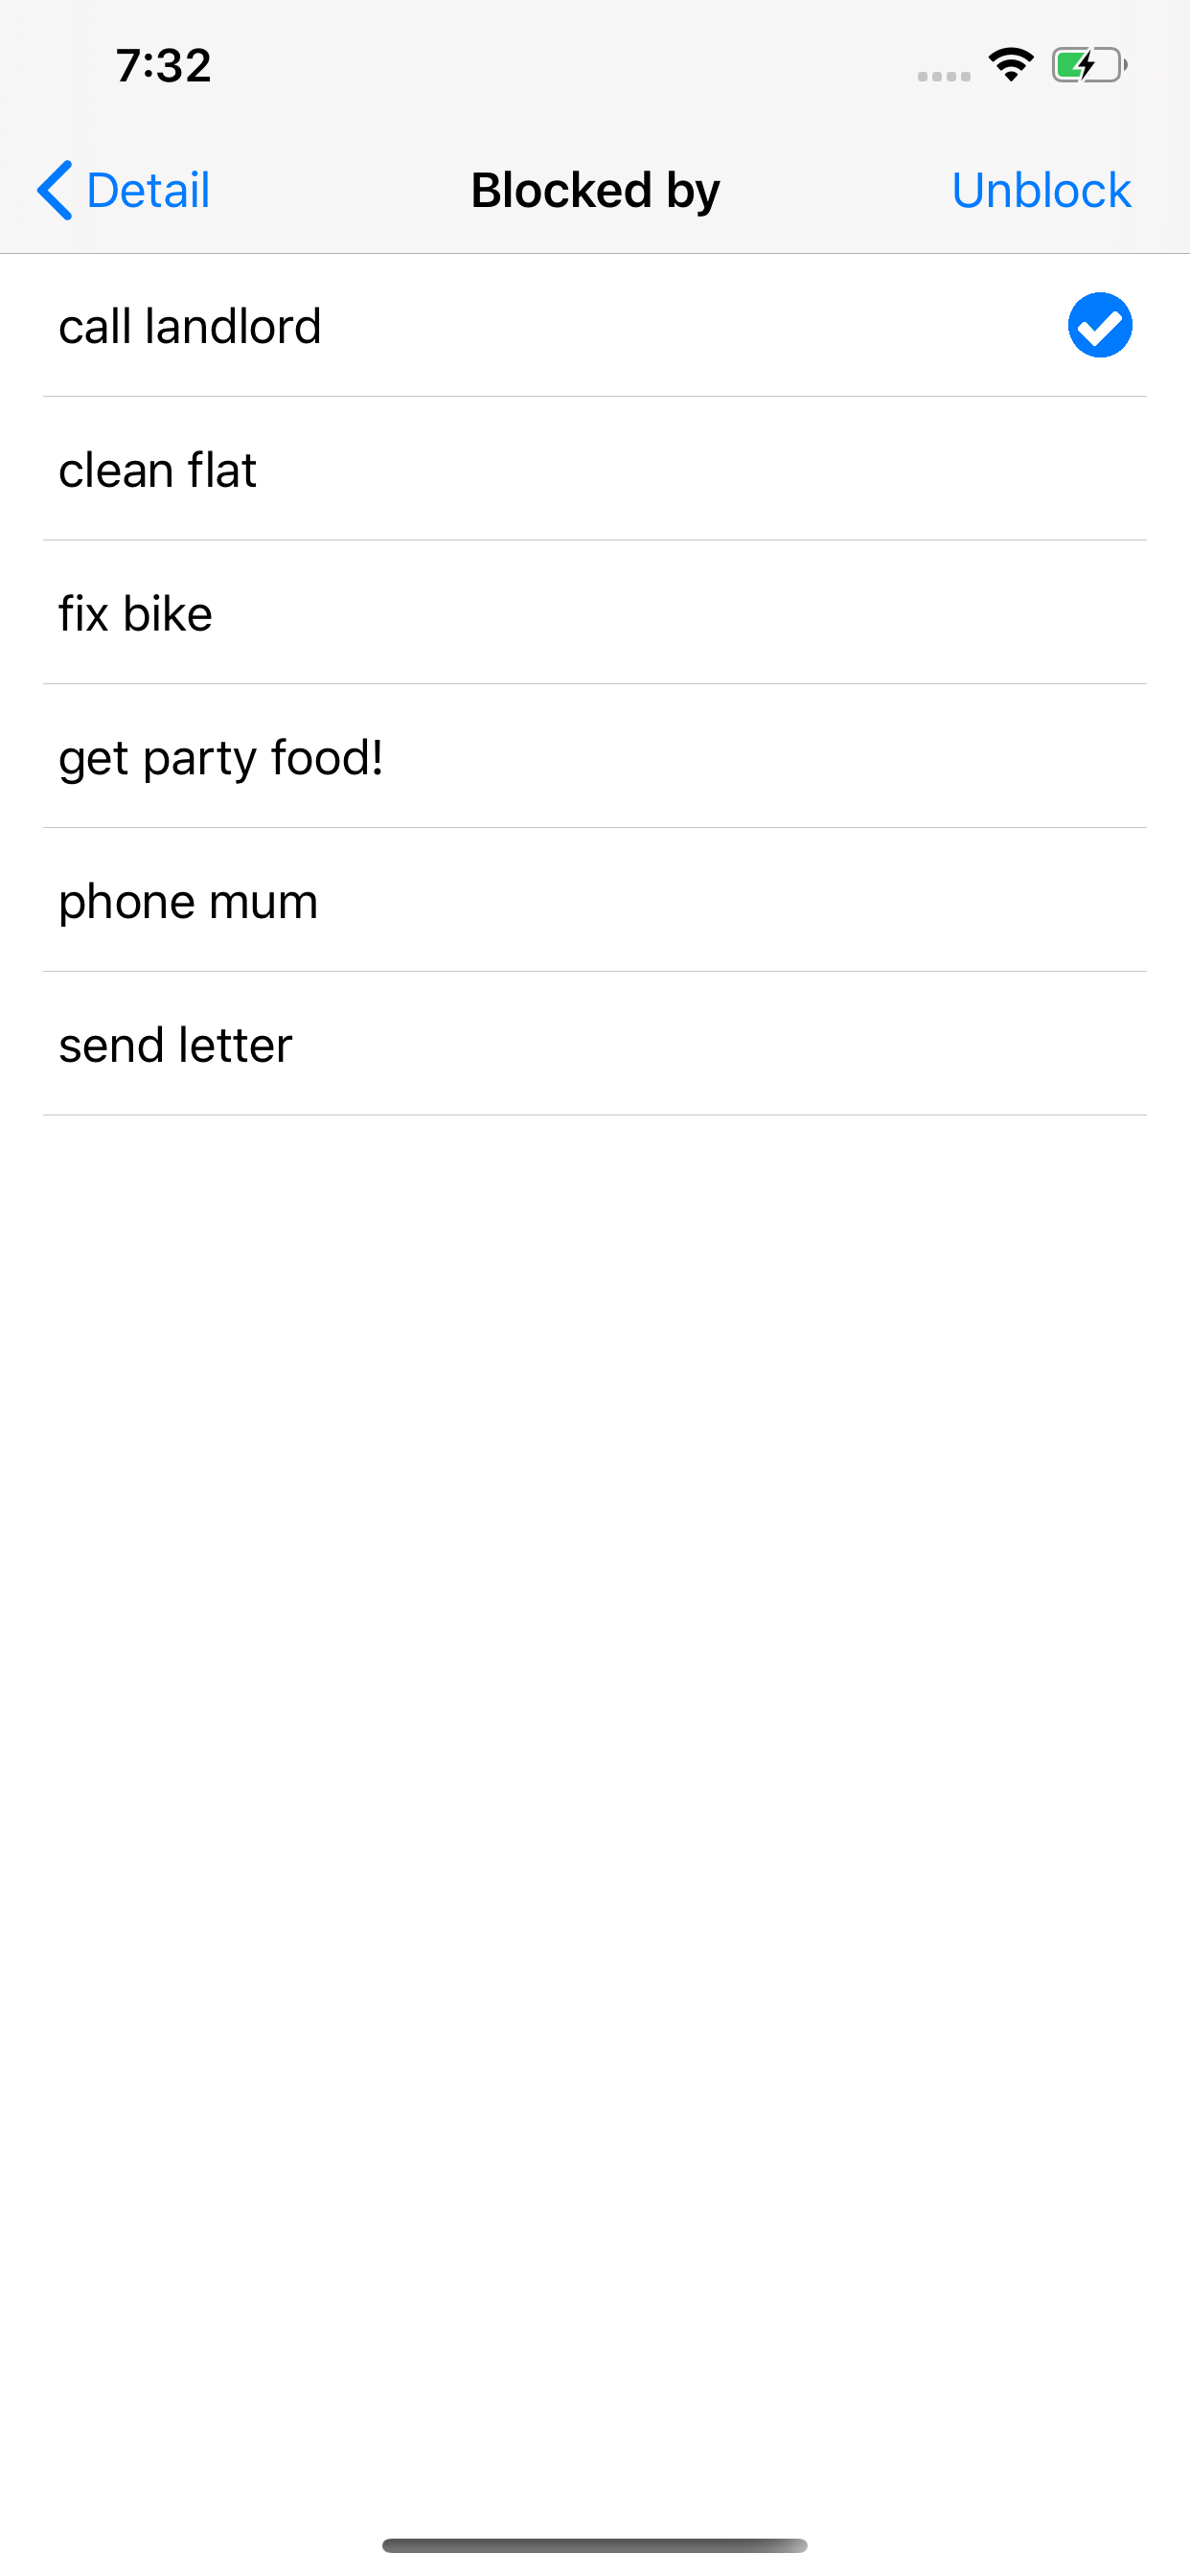 7:32
Detail
Blocked by
Unblock
call landlord
clean flat
fix bike
get party food!
phone mum
send letter